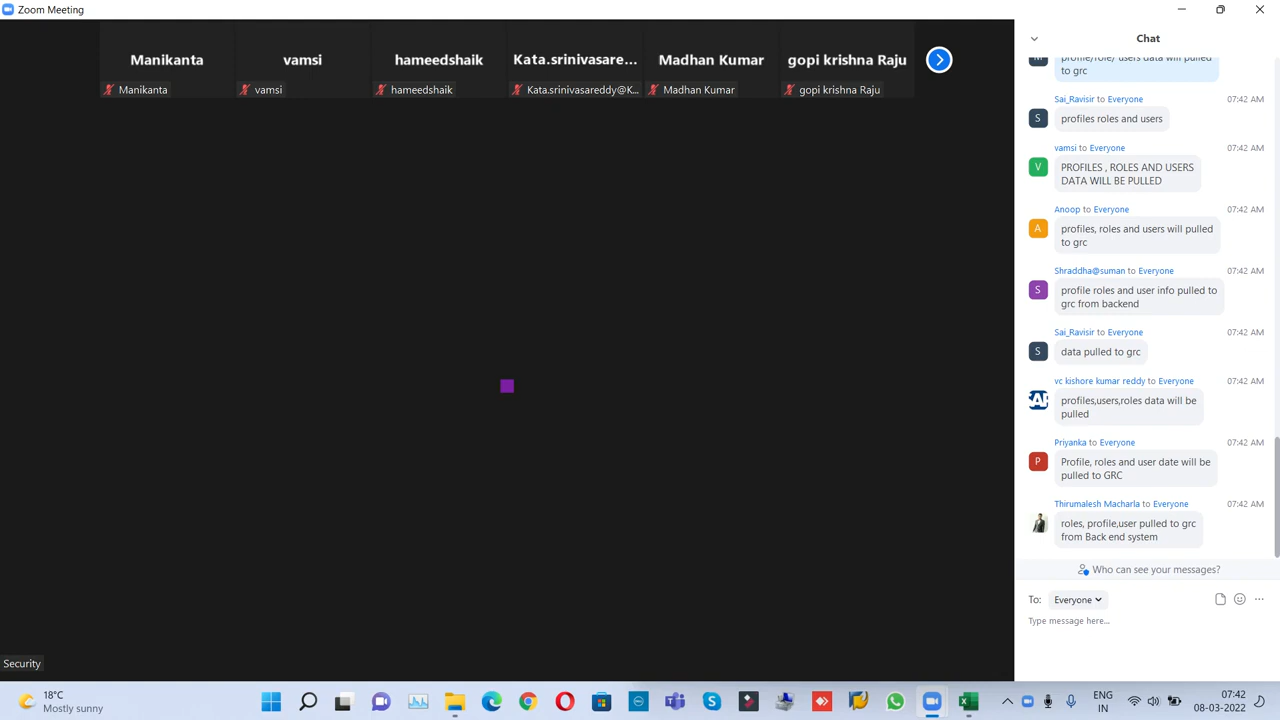 Zoom Meeting
Manikanta
vamsi
hameedshaik
Kata.srinivasare...
Madhan Kumar
gopi krishna Raju
Manikanta
vamsi
hameedshaik
Kata.srinivasareddy@K...
Madhan Kumar
gopi krishna Raju
Chat
profile/role/ users data will pulled
to grc
Sai_Ravisir to Everyone 07:42 AM
S
profiles roles and users
vamsi to Everyone 07:42 AM
V
PROFILES , ROLES AND USERS
DATA WILL BE PULLED
Anoop to Everyone 07:42 AM
A
profiles, roles and users will pulled
to grc
Shraddha@suman to Everyone 07:42 AM
S
profile roles and user info pulled to
grc from backend
Sai_Ravisir to Everyone 07:42 AM
S
data pulled to grc
vc kishore kumar reddy to Everyone 07:42 AM
profiles,users,roles data will be
pulled
Priyanka to Everyone 07:42 AM
P
Profile, roles and user date will be
pulled to GRC
Thirumalesh Macharla to Everyone 07:42 AM
roles, profile,user pulled to grc
from Back end system
Who can see your messages?
To: Everyone
Type message here...
Security
18°C
Mostly sunny
ENG
IN
07:42
08-03-2022